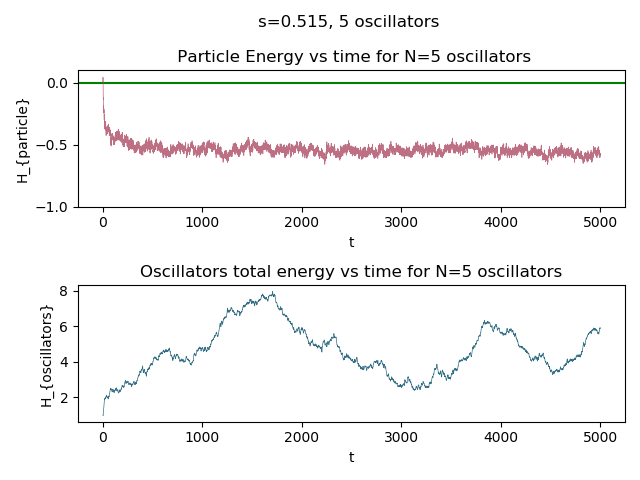 s=0.515, 5 oscillators
Particle Energy vs time for N=5 oscillators
0.0
−0.5
−1.0
H_{particle}
0
1000
2000
3000
4000
5000
t
Oscillators total energy vs time for N=5 oscillators
8
6
4
2
H_{oscillators}
0
1000
2000
3000
4000
5000
t